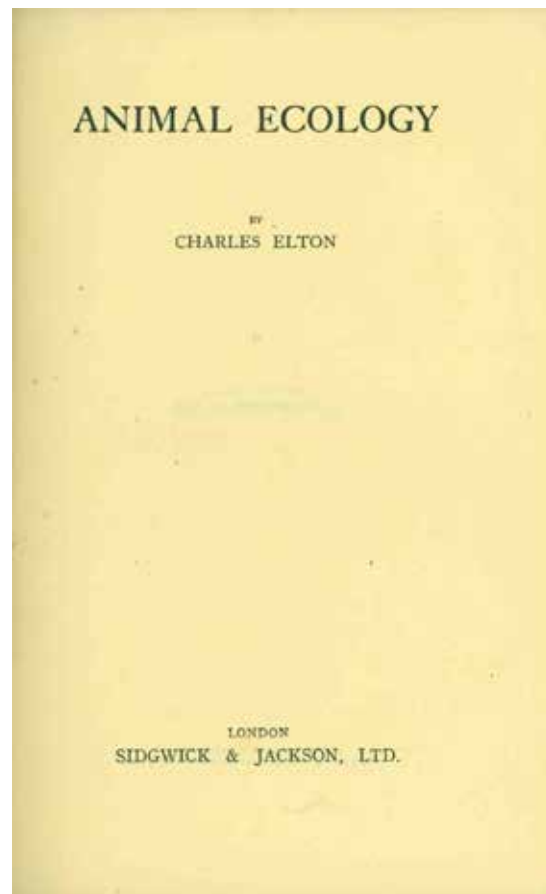 ANIMAL ECOLOGY
BY
CHARLES ELTON
LONDON
SIDGWICK & JACKSON, LTD.